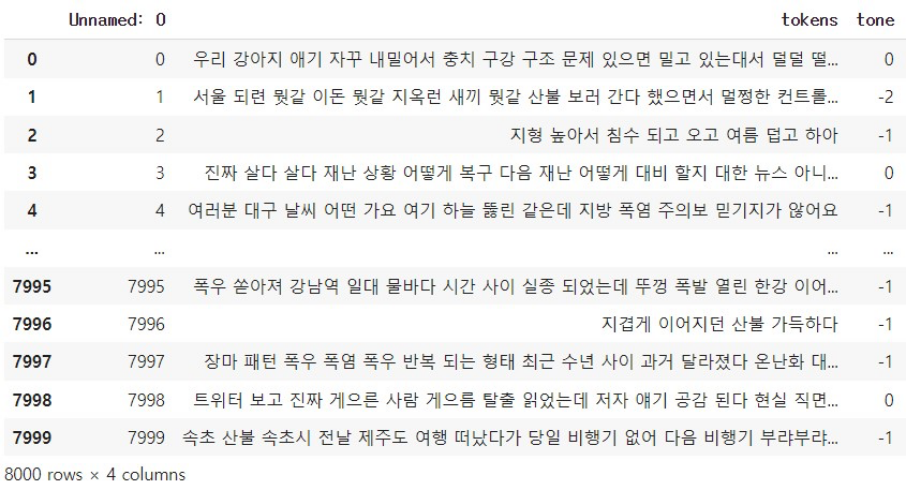 Unnamed: 0 tokens tone
0 0 우리 강아지 애기 자꾸 내밀어서 충치 구강 구조 문제 있으면 밀고 있는대서 덜덜 떨... 0
1 1 서울 되련 뭣같 이돈 뭣같 지옥런 새끼 뭣같 산불 보러 간다 했으면서 멀쩡한 컨트롤... -2
2 2 지형 높아서 침수 되고 오고 여름 덥고 하아 -1
3 3 진짜 살다 살다 재난 상황 어떻게 복구 다음 재난 어떻게 대비 할지 대한 뉴스 아니... 0
4 4 여러분 대구 날씨 어떤 가요 여기 하늘 뚫린 같은데 지방 폭염 주의보 믿기지가 않어요 -1
... ... ... ...
7995 7995 폭우 쏟아져 강남역 일대 물바다 시간 사이 실종 되었는데 뚜껑 폭발 열린 한강 이어... -1
7996 7996 지겹게 이어지던 산불 가득하다 -1
7997 7997 장마 패턴 폭우 폭염 폭우 반복 되는 형태 최근 수년 사이 과거 달라졌다 온난화 대... -1
7998 7998 트위터 보고 진짜 게으른 사람 게으름 탈출 읽었는데 저자 얘기 공감 된다 현실 직면... 0
7999 7999 속초 산불 속초시 전날 제주도 여행 떠났다가 당일 비행기 없어 다음 비행기 부랴부랴... -1
8000 rows × 4 columns